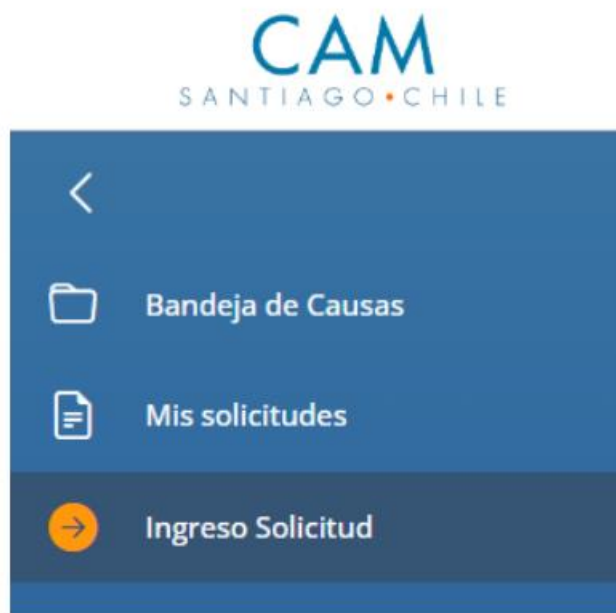 CAM
SANTIAGO•CHILE
Bandeja de Causas
Mis solicitudes
Ingreso Solicitud